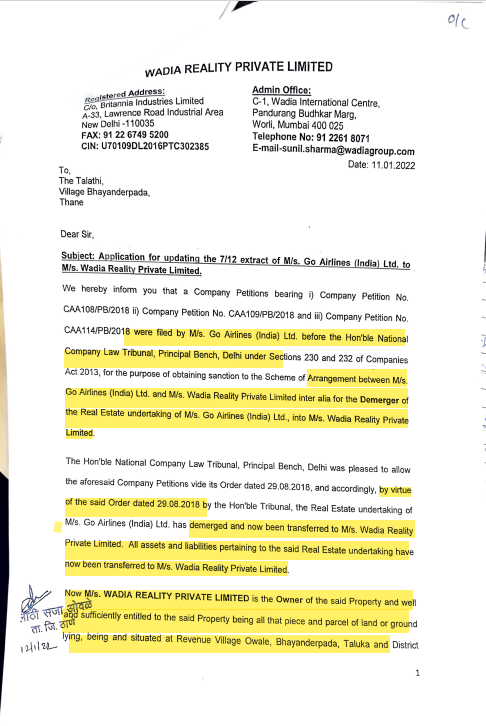 O/C
WADIA REALITY PRIVATE LIMITED
Registered Address:
C/o, Britannia Industries Limited
A-33, Lawrence Road Industrial Area
New Delhi -110035
FAX: 91 22 6749 5200
CIN: U70109DL2016PTC302385
Admin Office:
C-1, Wadia International Centre,
Pandurang Budhkar Marg,
Worli, Mumbai 400 025
Telephone No: 91 2261 8071
E-mail-sunil.sharma@wadiagroup.com
Date: 11.01.2022
To,
The Talathi,
Village Bhayanderpada,
Thane
Dear Sir,
Subject: Application for updating the 7/12 extract of M/s. Go Airlines (India) Ltd. to
M/s. Wadia Reality Private Limited.
We hereby inform you that a Company Petitions bearing i) Company Petition No.
CAA108/PB/2018 ii) Company Petition No. CAA109/PB/2018 and iii) Company Petition No.
CAA114/PB/2018 were filed by M/s. Go Airlines (India) Ltd. before the Hon'ble National
Company Law Tribunal, Principal Bench, Delhi under Sections 230 and 232 of Companies
Act 2013, for the purpose of obtaining sanction to the Scheme of Arrangement between M/s.
Go Airlines (India) Ltd. and M/s. Wadia Reality Private Limited inter alia for the Demerger of
the Real Estate undertaking of M/s. Go Airlines (India) Ltd., into M/s. Wadia Reality Private
Limited.
The Hon'ble National Company Law Tribunal, Principal Bench, Delhi was pleased to allow
the aforesaid Company Petitions vide its Order dated 29.08.2018, and accordingly, by virtue
of the said Order dated 29.08.2018 by the Hon'ble Tribunal, the Real Estate undertaking of
M/s. Go Airlines (India) Ltd. has demerged and now been transferred to M/s. Wadia Reality
Private Limited. All assets and liabilities pertaining to the said Real Estate undertaking have
now been transferred to M/s. Wadia Reality Private Limited.
Now M/s. WADIA REALITY PRIVATE LIMITED is the Owner of the said Property and well
and sufficiently entitled to the said Property being all that piece and parcel of land or ground
lying, being and situated at Revenue Village Owale, Bhayanderpada, Taluka and District
सजा ओवळे
ता. जि. ठाणे
12/1/22
1